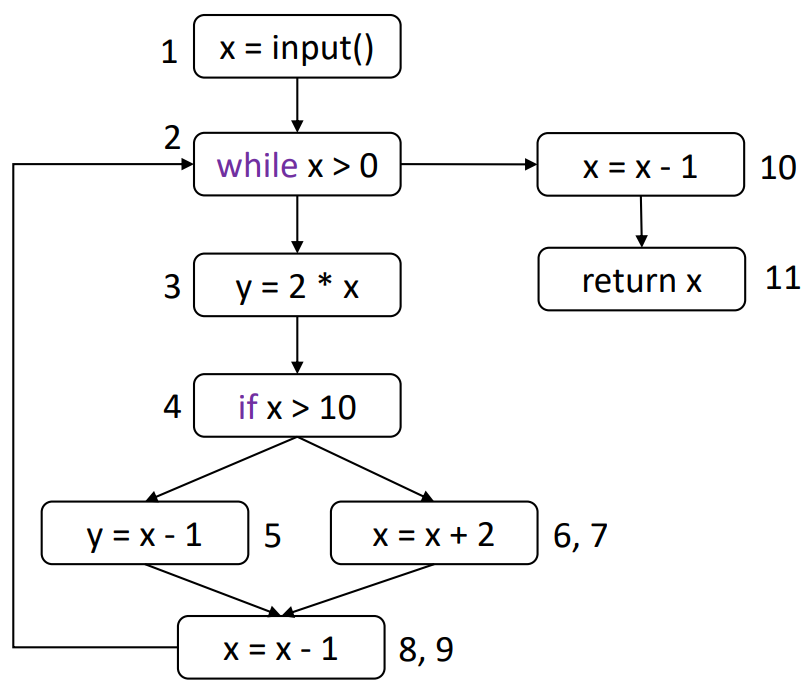 1 x = input()
2
while x > 0
x = x - 1 10
3 y = 2 * x
return x 11
4 if x > 10
y = x - 1 5
x = x + 2 6, 7
x = x - 1 8, 9